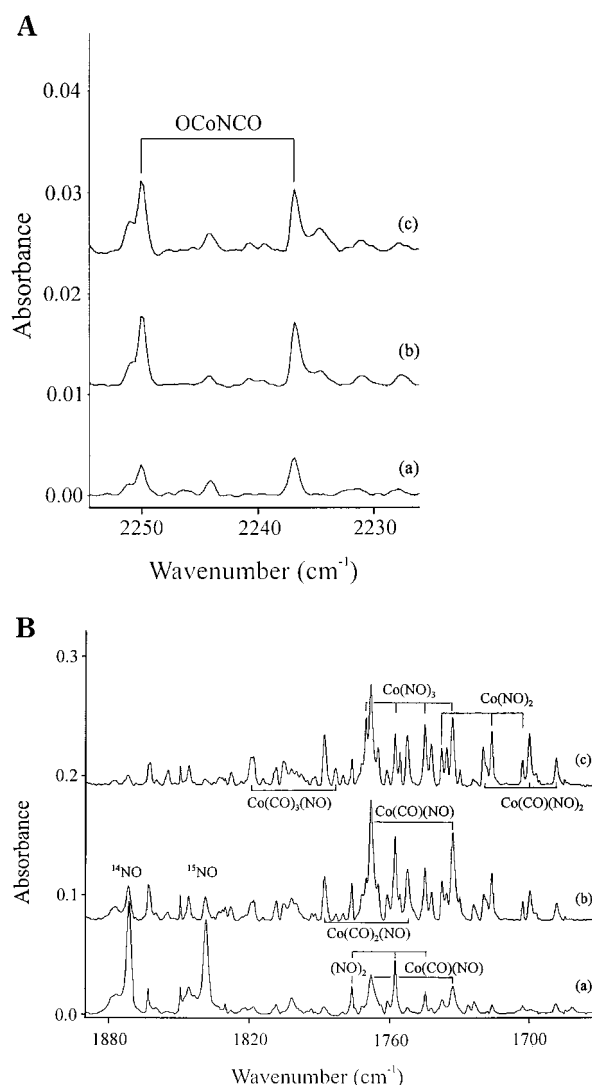 A
OCoNCO
0.04
0.03
0.02
0.01
0.00
Absorbance
(c)
(b)
(a)
2250 2240 2230
Wavenumber (cm⁻¹)
B
0.3
0.2
0.1
0.0
Absorbance
Co(NO)₃
Co(NO)₂
(c)
Co(CO)₃(NO)
Co(CO)(NO)₂
Co(CO)(NO)
¹⁴NO
¹⁵NO
(b)
Co(CO)₂(NO)
(NO)₂
Co(CO)(NO)
(a)
1880 1820 1760 1700
Wavenumber (cm⁻¹)